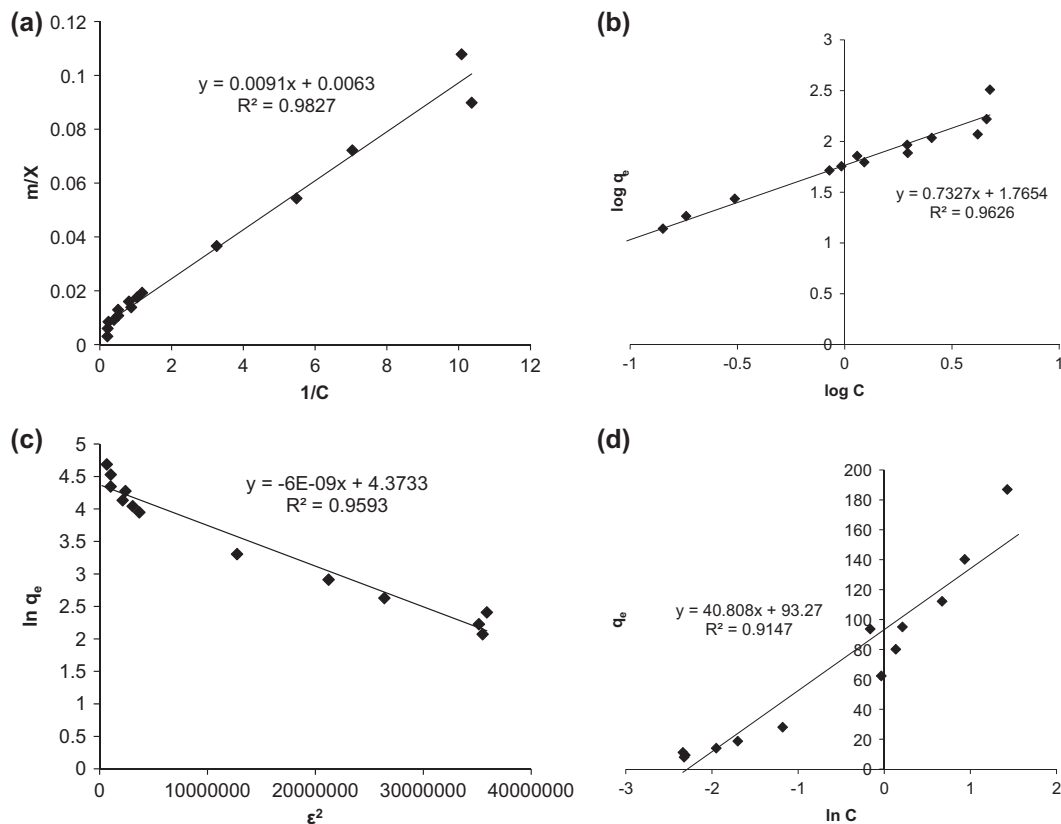 (a)
0.12
0.1
0.08
0.06
0.04
0.02
0
m/X
y = 0.0091x + 0.0063
R² = 0.9827
0 2 4 6 8 10 12
1/C
(b)
3
2.5
2
1.5
1
0.5
0
log qₑ
y = 0.7327x + 1.7654
R² = 0.9626
-1 -0.5 0 0.5 1
log C
(c)
5
4.5
4
3.5
3
2.5
2
1.5
1
0.5
0
ln qₑ
y = -6E-09x + 4.3733
R² = 0.9593
0 10000000 20000000 30000000 40000000
ε²
(d)
200
180
160
140
120
100
80
60
40
20
0
qₑ
y = 40.808x + 93.27
R² = 0.9147
-3 -2 -1 0 1 2
ln C